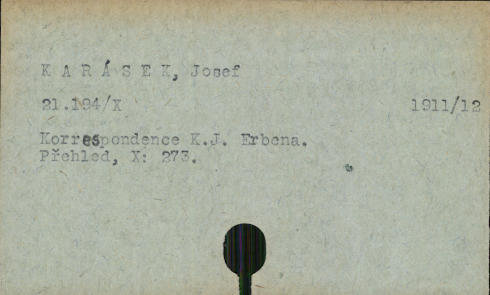 K A R Á S E K, Josef
21.194/X 1911/12
Korrespondence K.J. Erbena.
Přehled, X: 273.